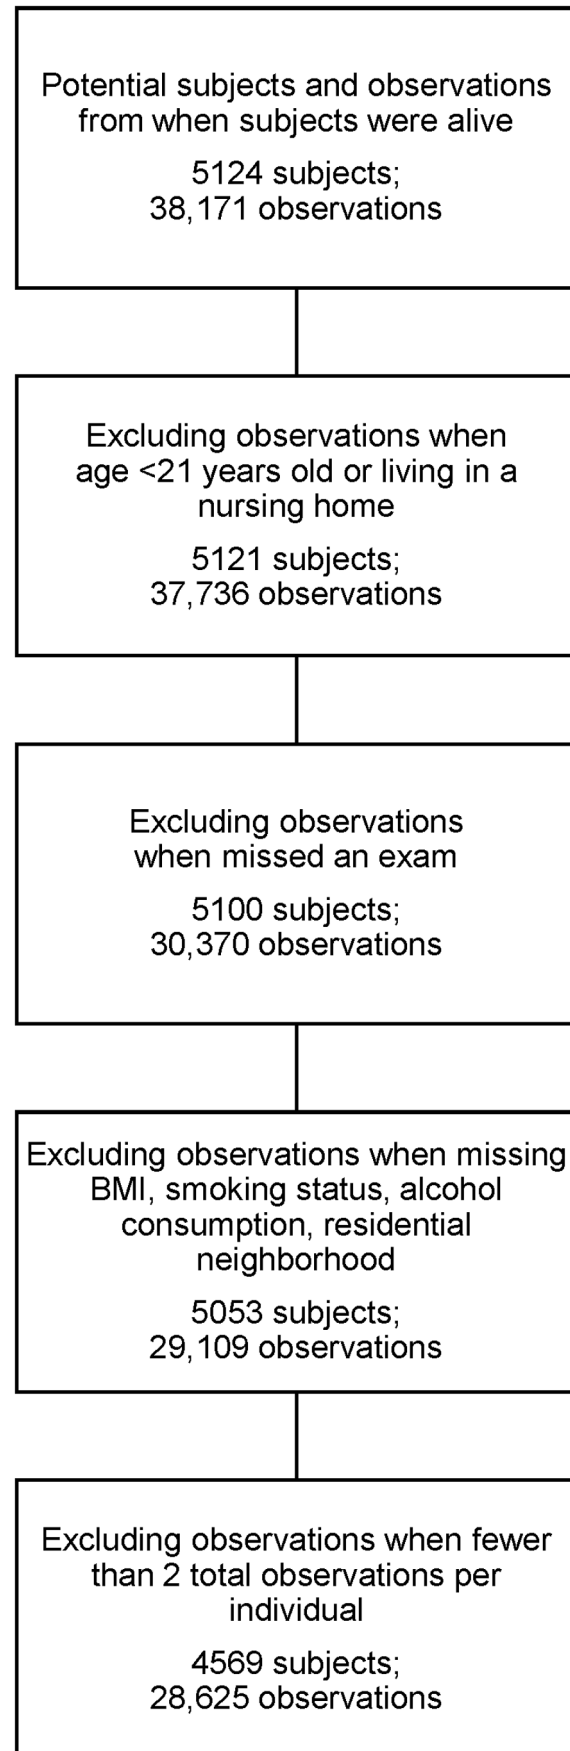 Potential subjects and observations
from when subjects were alive
5124 subjects;
38,171 observations
Excluding observations when
age <21 years old or living in a
nursing home
5121 subjects;
37,736 observations
Excluding observations
when missed an exam
5100 subjects;
30,370 observations
Excluding observations when missing
BMI, smoking status, alcohol
consumption, residential
neighborhood
5053 subjects;
29,109 observations
Excluding observations when fewer
than 2 total observations per
individual
4569 subjects;
28,625 observations